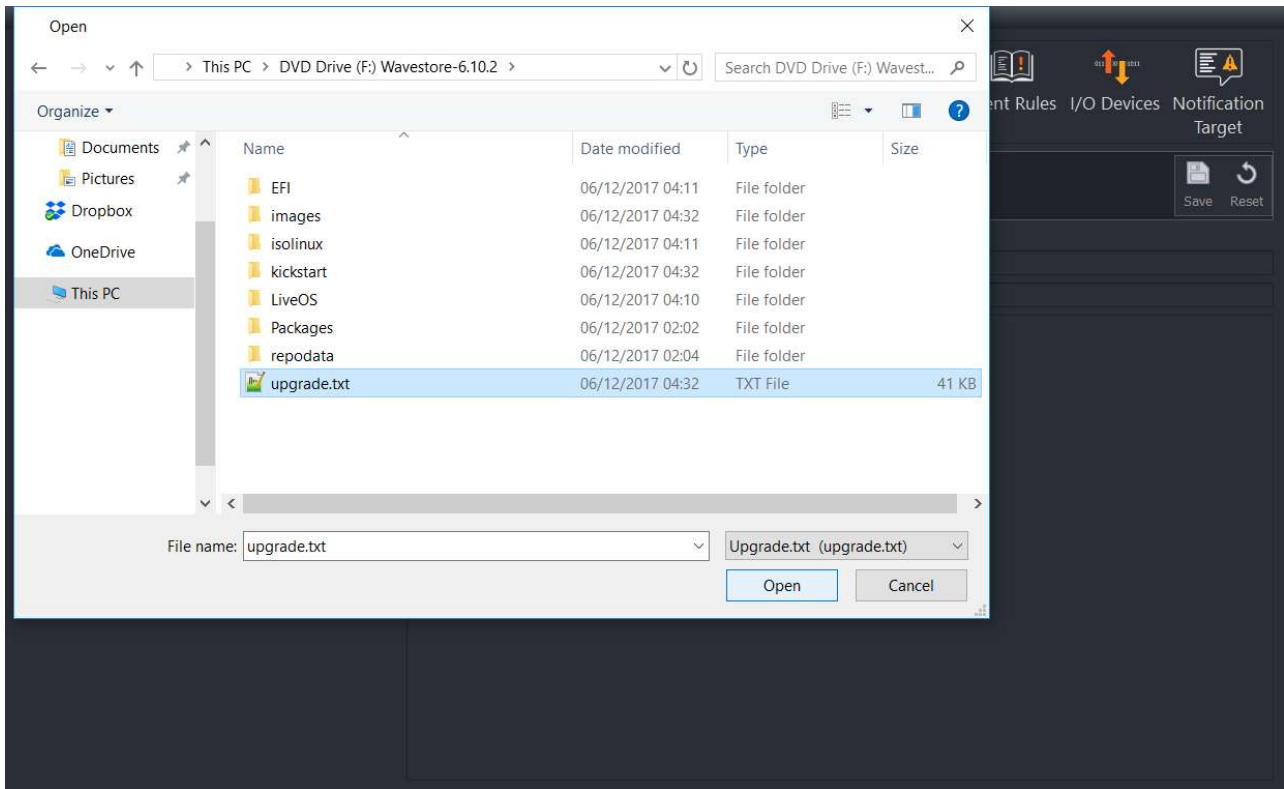 Open
> This PC > DVD Drive (F:) Wavestore-6.10.2 >
Search DVD Drive (F:) Wavest...
Organize
Documents
Pictures
Dropbox
OneDrive
This PC
Name Date modified Type Size
EFI 06/12/2017 04:11 File folder
images 06/12/2017 04:32 File folder
isolinux 06/12/2017 04:11 File folder
kickstart 06/12/2017 04:32 File folder
LiveOS 06/12/2017 04:10 File folder
Packages 06/12/2017 02:02 File folder
repodata 06/12/2017 02:04 File folder
upgrade.txt 06/12/2017 04:32 TXT File 41 KB
File name: upgrade.txt Upgrade.txt (upgrade.txt)
Open Cancel
ent Rules I/O Devices Notification
Target
Save Reset